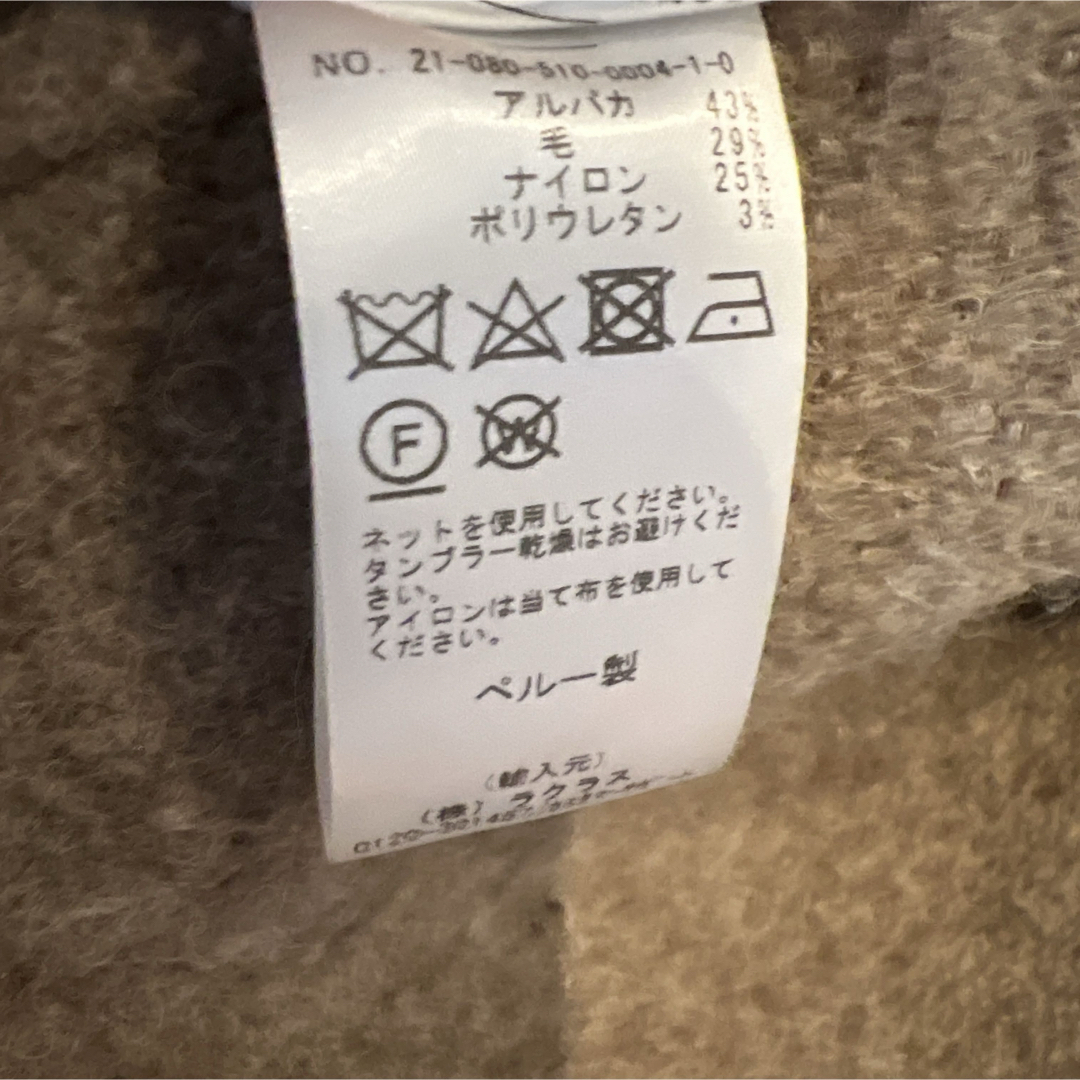 NO. 21-080-510-0004-1-0
アルパカ 43%
毛 29%
ナイロン 25%
ポリウレタン 3%
F
W
ネットを使用してください。
タンブラー乾燥はお避けくだ
さい。
アイロンは当て布を使用して
ください。
ペルー製
(輸入元)
(株) ラクラス